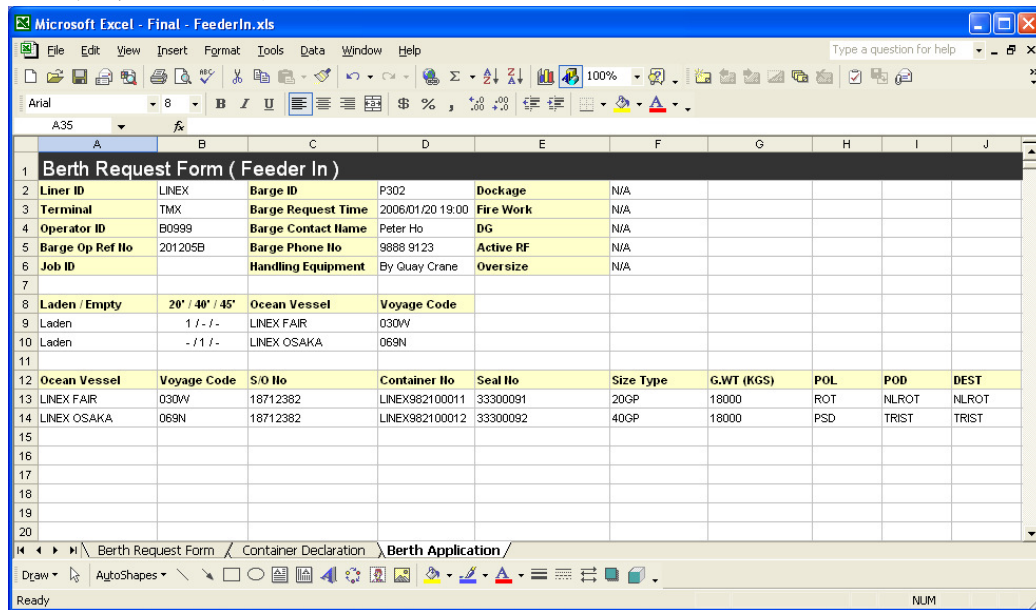 Microsoft Excel - Final - FeederIn.xls
File Edit View Insert Format Tools Data Window Help Type a question for help
100%
Arial 8 B I U $ % ,
A35 fx
A B C D E F G H I J
1 Berth Request Form ( Feeder In )
2 Liner ID LINEX Barge ID P302 Dockage N/A
3 Terminal TMX Barge Request Time 2006/01/20 19:00 Fire Work N/A
4 Operator ID B0999 Barge Contact Name Peter Ho DG N/A
5 Barge Op Ref No 201205B Barge Phone No 9888 9123 Active RF N/A
6 Job ID Handling Equipment By Quay Crane Oversize N/A
7
8 Laden / Empty 20' / 40' / 45' Ocean Vessel Voyage Code
9 Laden 1 / - / - LINEX FAIR 030W
10 Laden - / 1 / - LINEX OSAKA 069N
11
12 Ocean Vessel Voyage Code S/O No Container No Seal No Size Type G.WT (KGS) POL POD DEST
13 LINEX FAIR 030W 18712382 LINEX982100011 33300091 20GP 18000 ROT NLROT NLROT
14 LINEX OSAKA 069N 18712382 LINEX982100012 33300092 40GP 18000 PSD TRIST TRIST
15
16
17
18
19
20
Berth Request Form Container Declaration Berth Application
Draw AutoShapes
Ready NUM